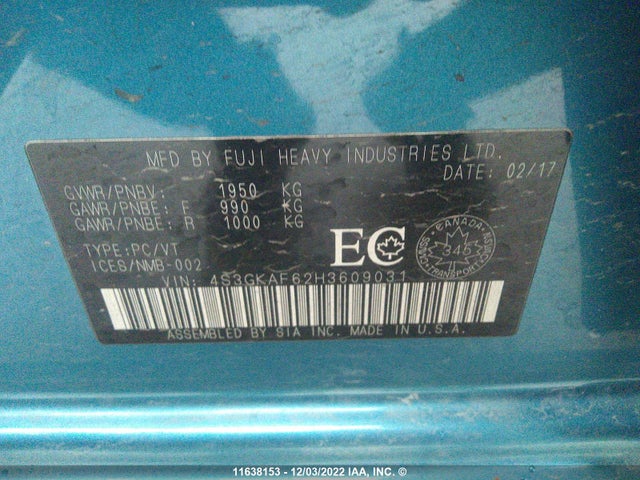 MFD BY FUJI HEAVY INDUSTRIES LTD.
DATE: 02/17
GVWR/PNBV: 1950 KG
GAWR/PNBE: F 990 KG
GAWR/PNBE: R 1000 KG
TYPE:PC/VT
ICES/NMB-002
EC
CANADA
345
TRANSPORT
VIN: 4S3GKAF62H3609031
ASSEMBLED BY SIA INC. MADE IN U.S.A.
11638153 - 12/03/2022 IAA, INC. ©